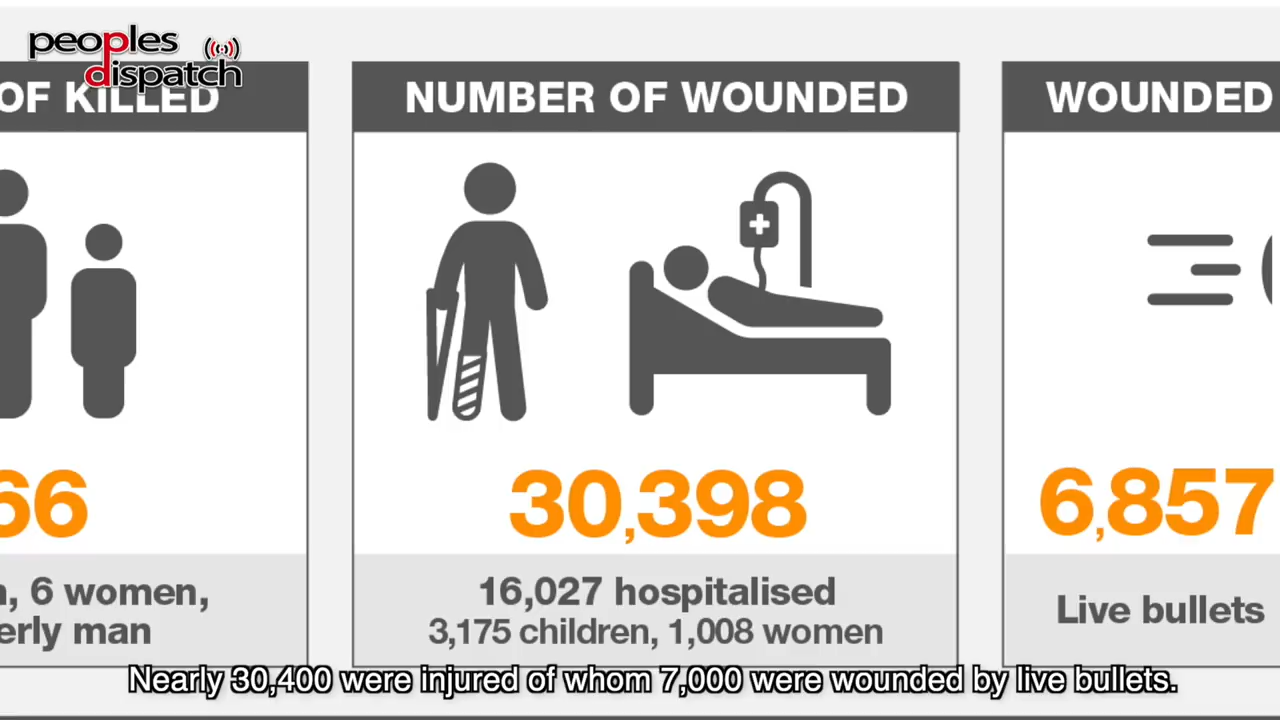 peoples
dispatch
OF KILLED
NUMBER OF WOUNDED
WOUNDED
66
30,398
6,857
6 women,
16,027 hospitalised
3,175 children, 1,008 women
erly man
Live bullets
Nearly 30,400 were injured of whom 7,000 were wounded by live bullets.